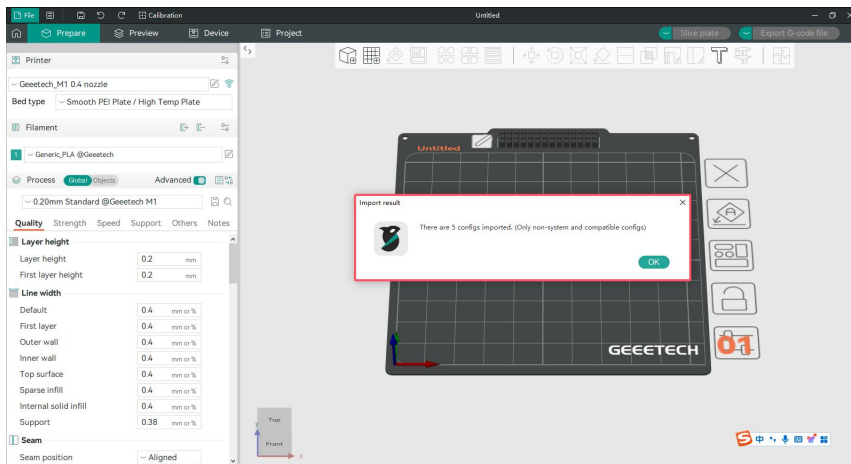 File
Calibration
Untitled
Prepare
Preview
Device
Project
Slice plate
Export G-code file
Printer
Geeetech_M1 0.4 nozzle
Bed type
Smooth PEI Plate / High Temp Plate
Filament
1
Generic_PLA @Geeetech
Process
Global
Objects
Advanced
0.20mm Standard @Geeetech M1
Quality Strength Speed Support Others Notes
Layer height
Layer height 0.2 mm
First layer height 0.2 mm
Line width
Default 0.4 mm or %
First layer 0.4 mm or %
Outer wall 0.4 mm or %
Inner wall 0.4 mm or %
Top surface 0.4 mm or %
Sparse infill 0.4 mm or %
Internal solid infill 0.4 mm or %
Support 0.38 mm or %
Seam
Seam position Aligned
Untitled
Import result
There are 5 configs imported. (Only non-system and compatible configs)
OK
GEEETECH
01
Top
Front
z
x
中